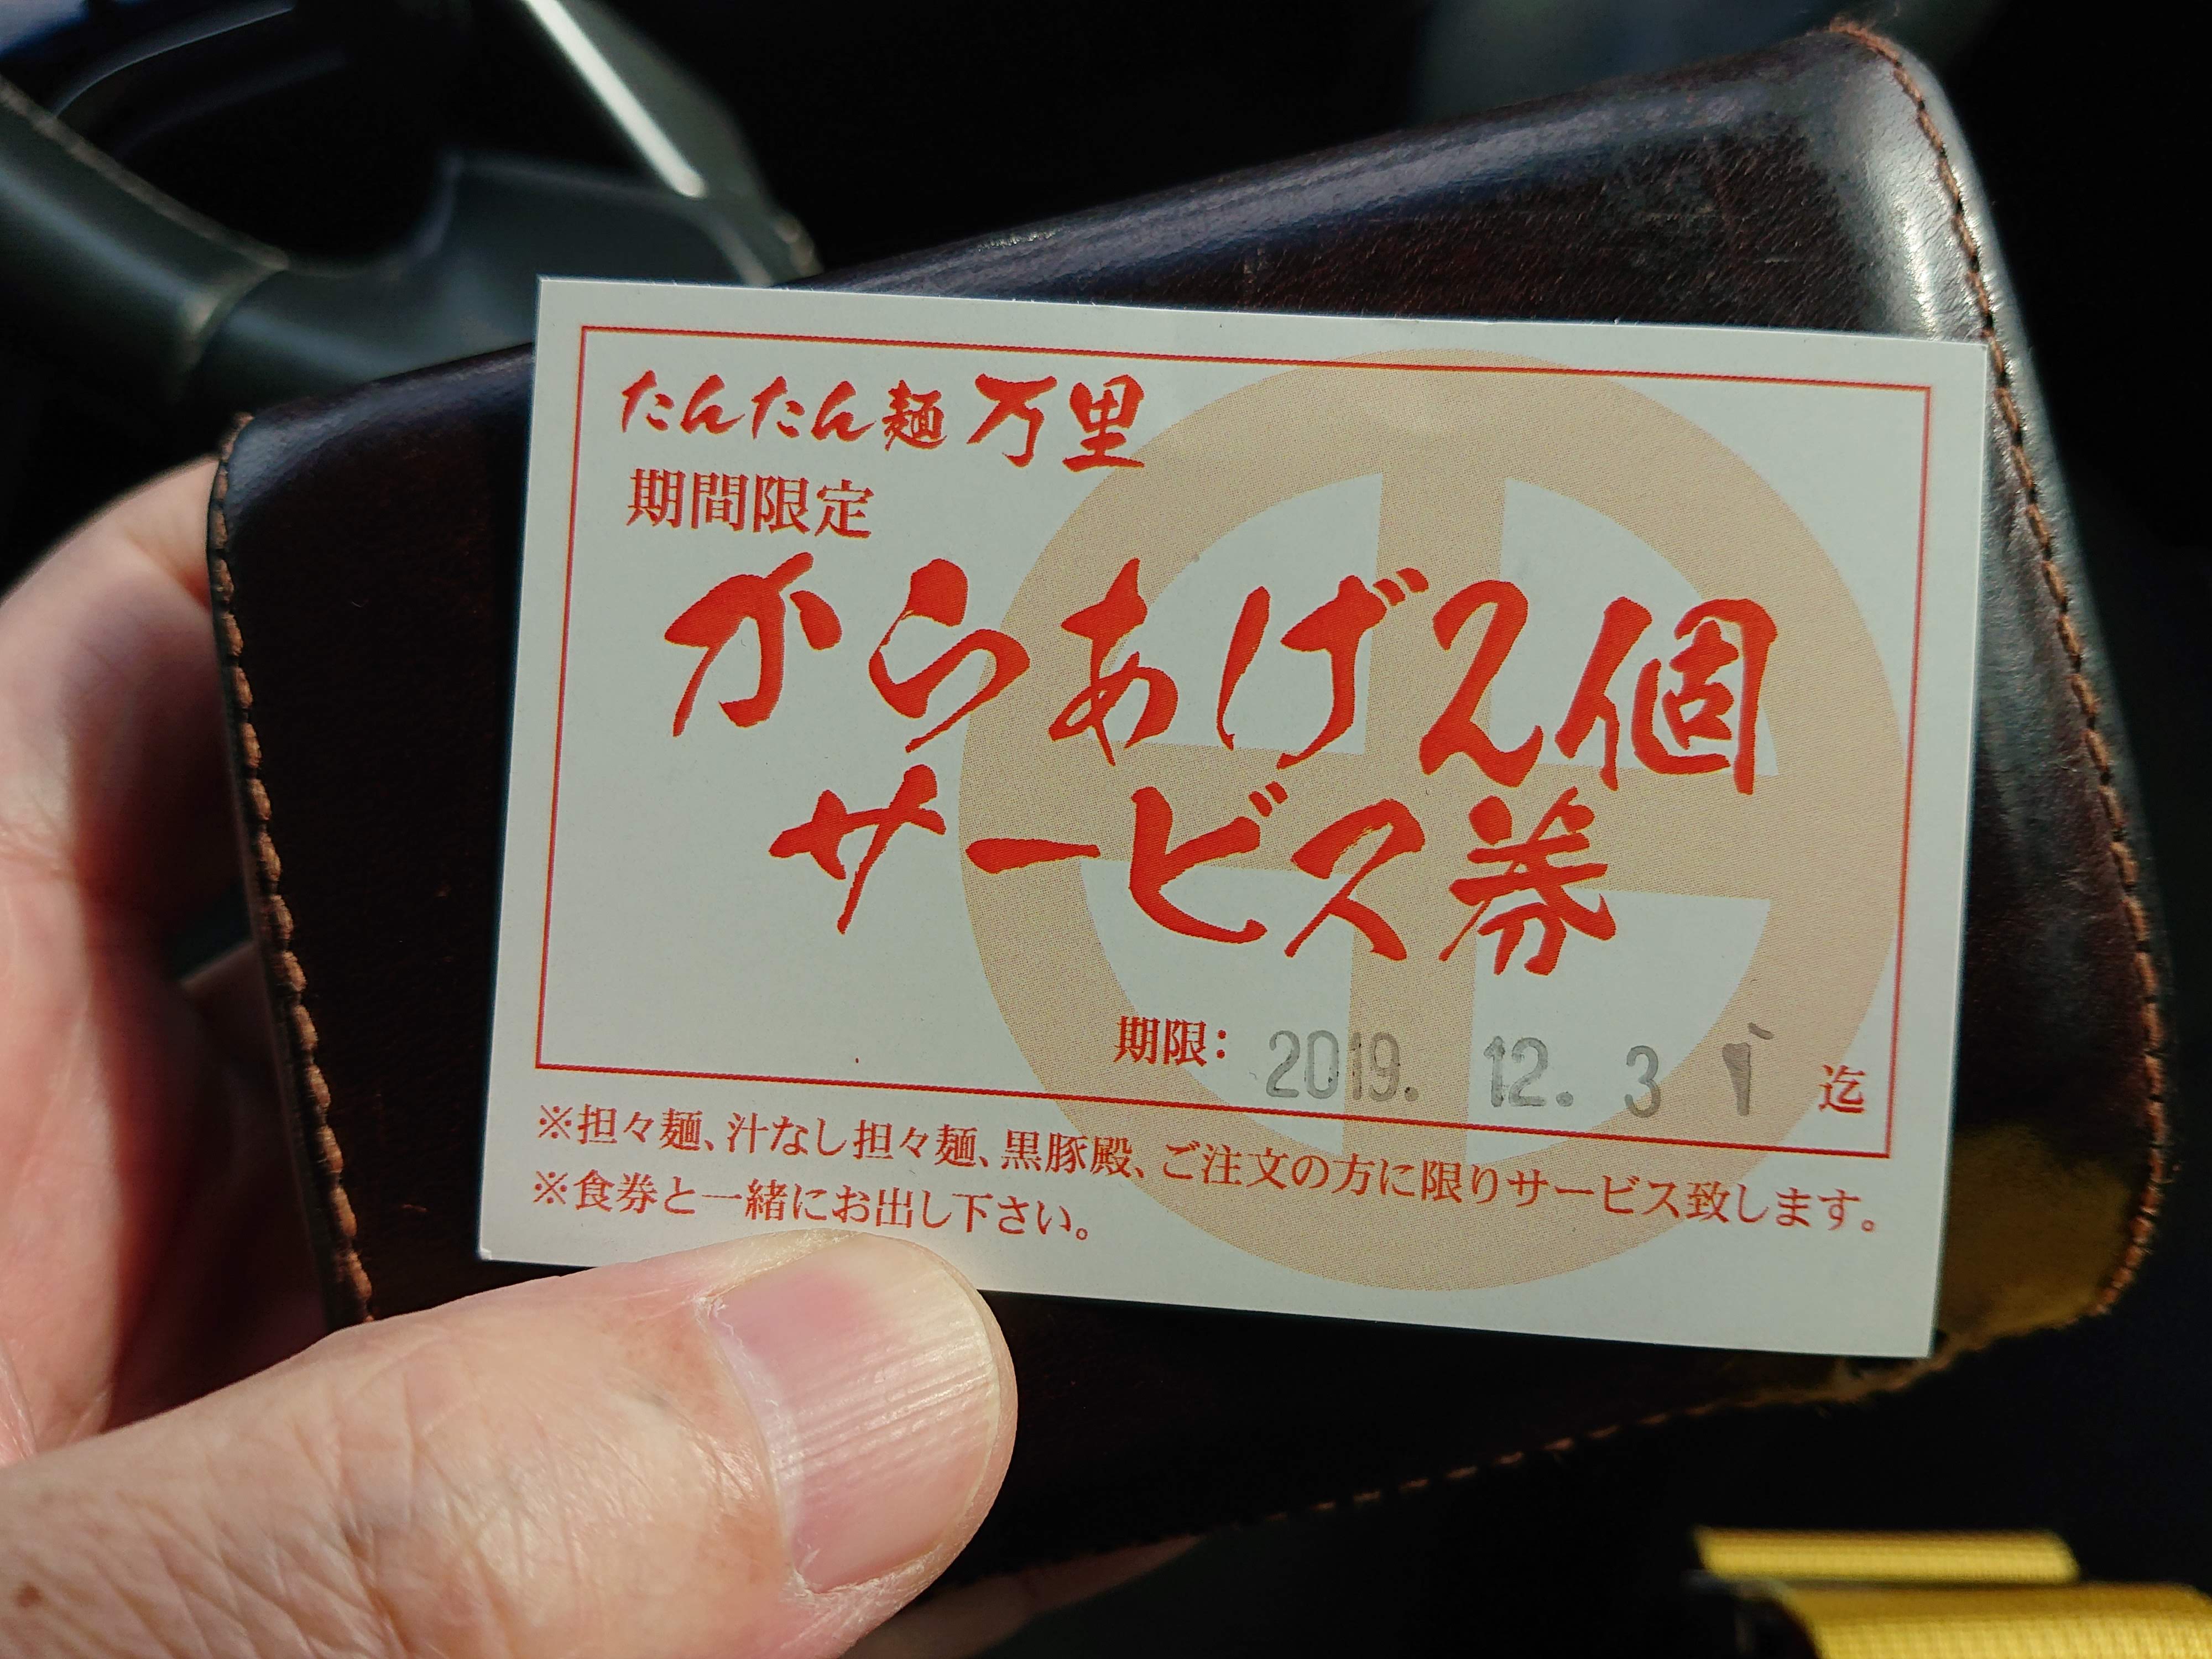 たんたん麺 万里
期間限定
からあげ2個
サービス券
期限: 2019. 12. 31 迄
※担々麺、汁なし担々麺、黒豚殿、ご注文の方に限りサービス致します。
※食券と一緒にお出し下さい。